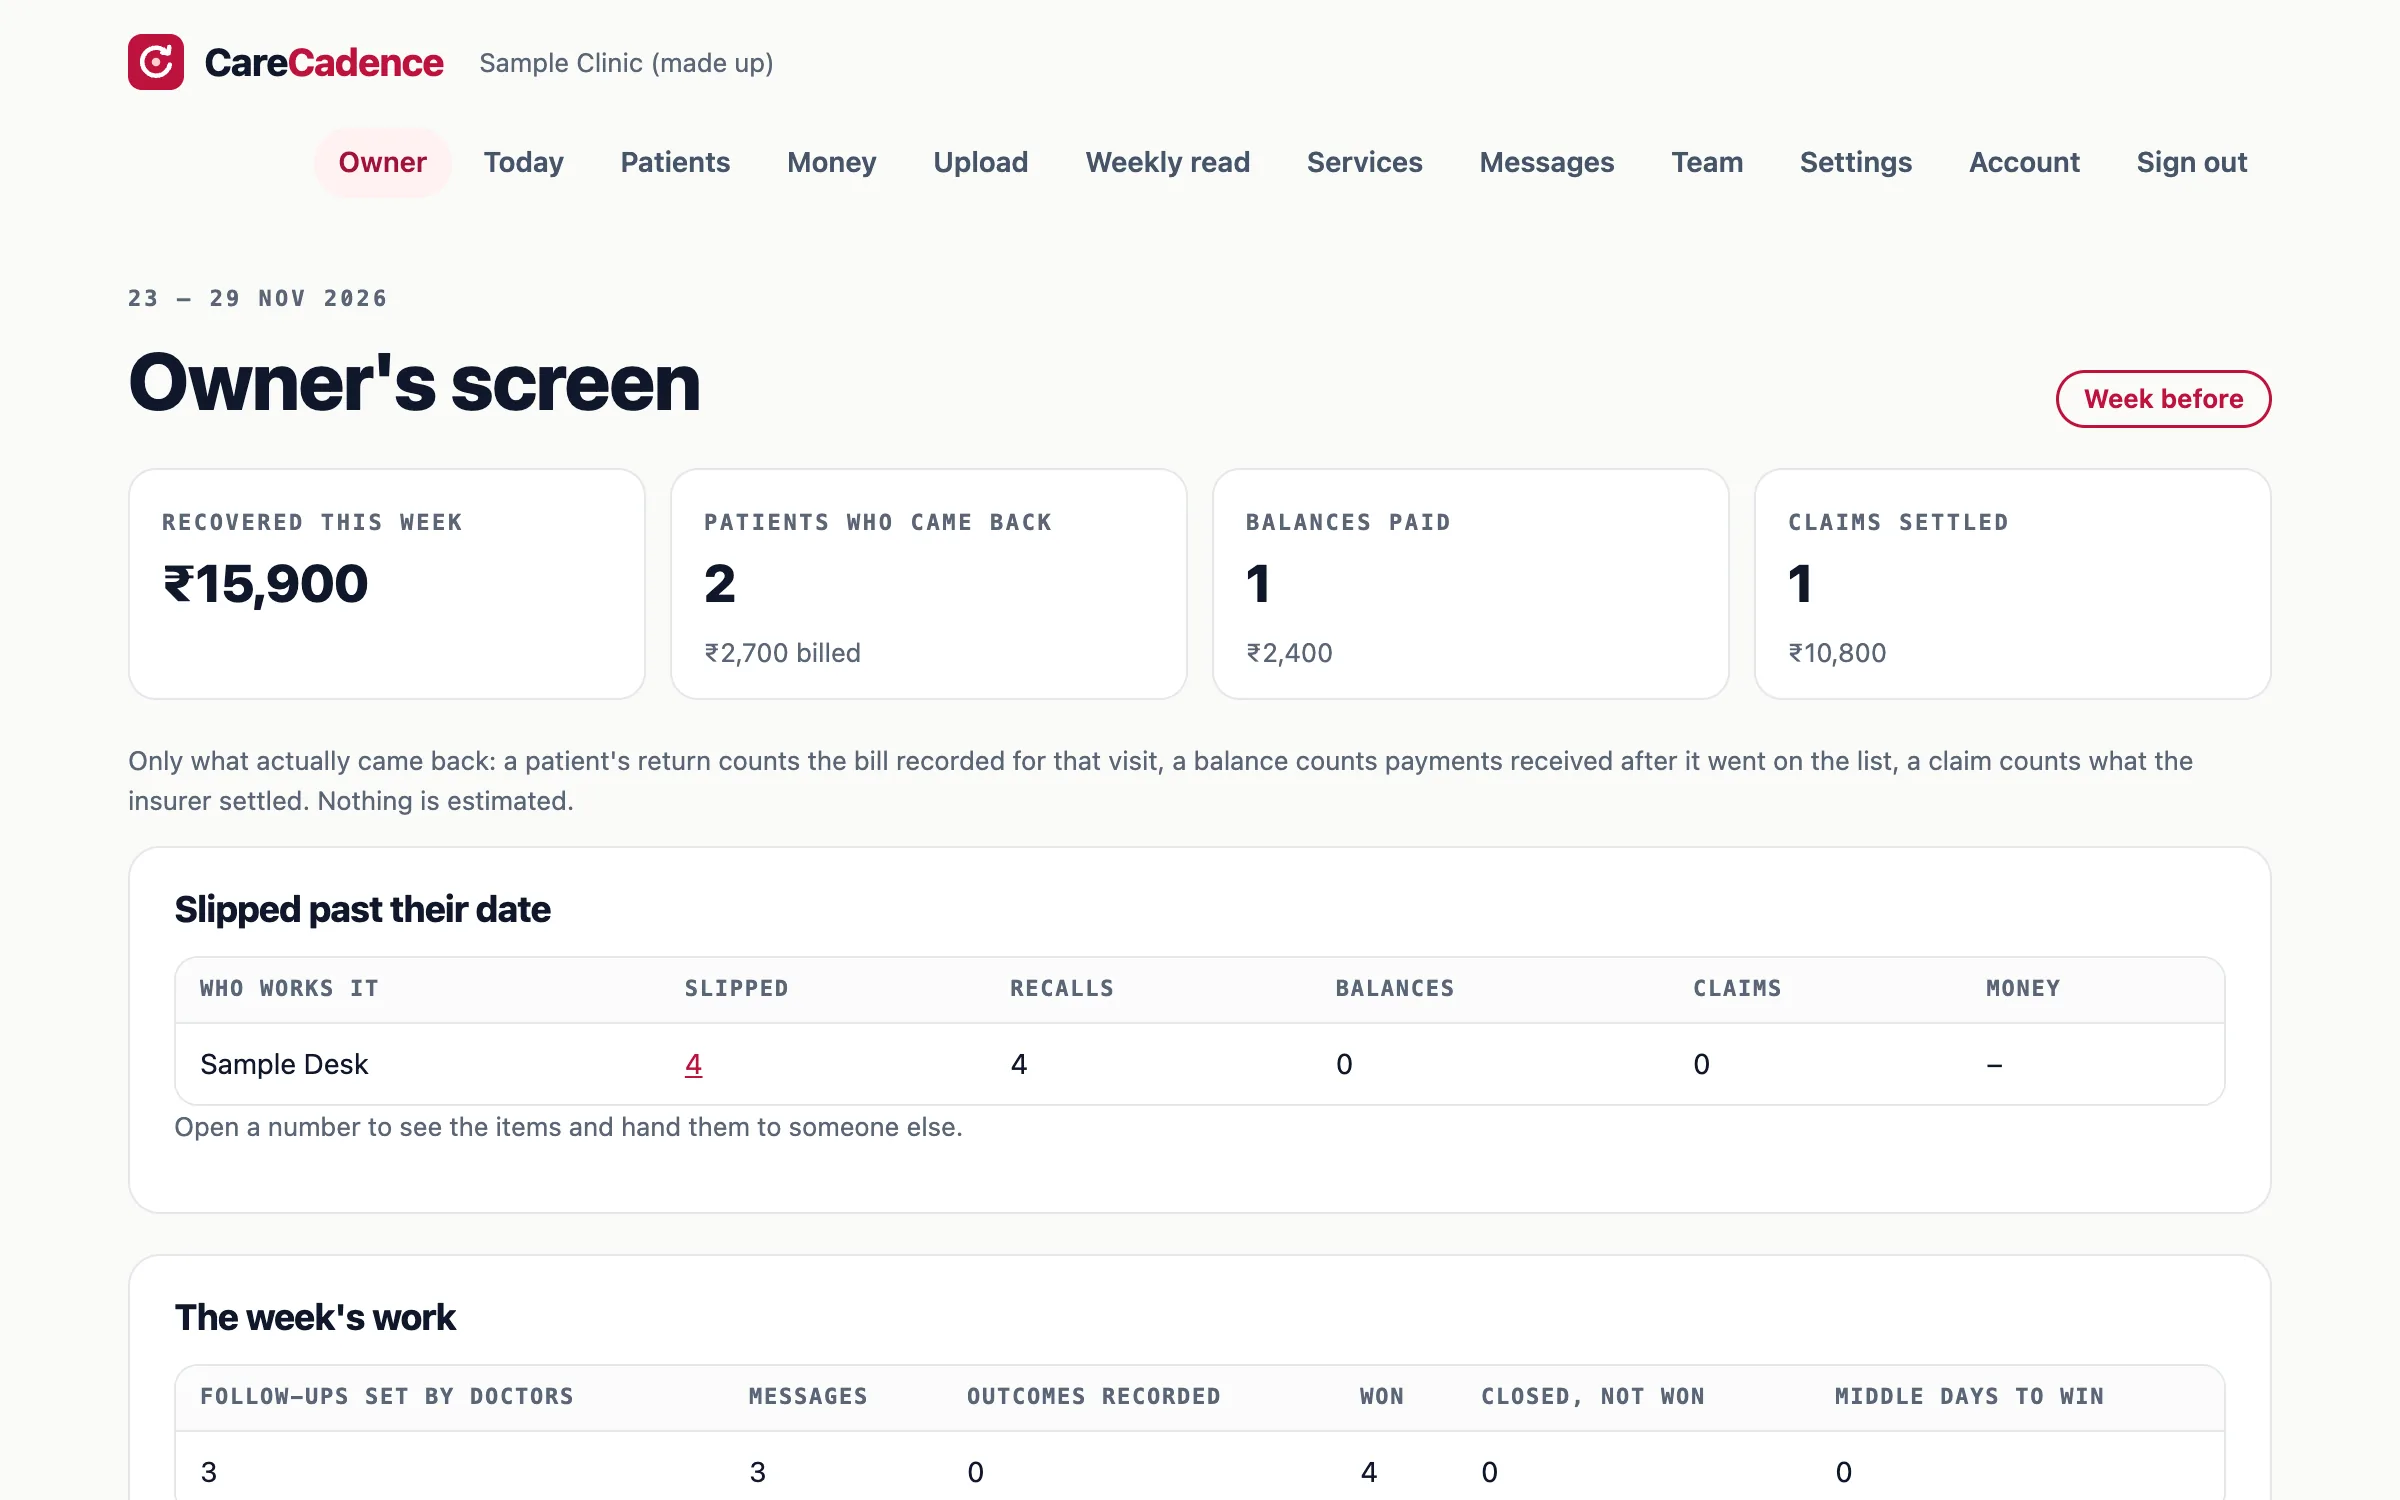 CareCadence Sample Clinic (made up)
Owner Today Patients Money Upload Weekly read Services Messages Team Settings Account Sign out
23 – 29 NOV 2026
Owner's screen
Week before
RECOVERED THIS WEEK
₹15,900
PATIENTS WHO CAME BACK
2
₹2,700 billed
BALANCES PAID
1
₹2,400
CLAIMS SETTLED
1
₹10,800
Only what actually came back: a patient's return counts the bill recorded for that visit, a balance counts payments received after it went on the list, a claim counts what the
insurer settled. Nothing is estimated.
Slipped past their date
WHO WORKS IT SLIPPED RECALLS BALANCES CLAIMS MONEY
Sample Desk 4 4 0 0 –
Open a number to see the items and hand them to someone else.
The week's work
FOLLOW-UPS SET BY DOCTORS MESSAGES OUTCOMES RECORDED WON CLOSED, NOT WON MIDDLE DAYS TO WIN
3 3 0 4 0 0